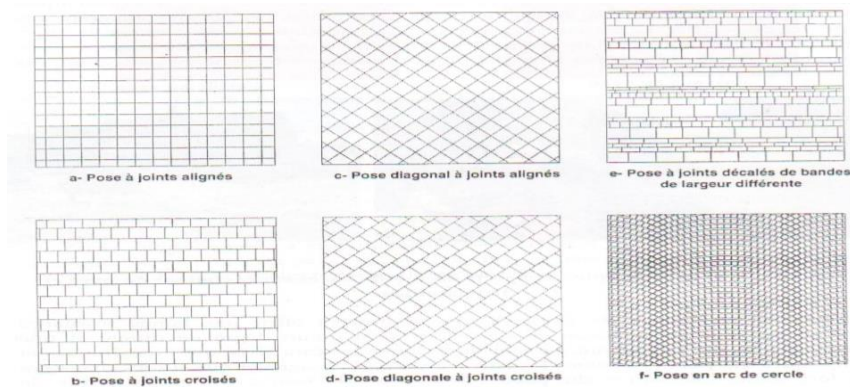 a- Pose à joints alignés
c- Pose diagonal à joints alignés
e- Pose à joints décalés de bandes
de largeur différente
b- Pose à joints croisés
d- Pose diagonale à joints croisés
f- Pose en arc de cercle